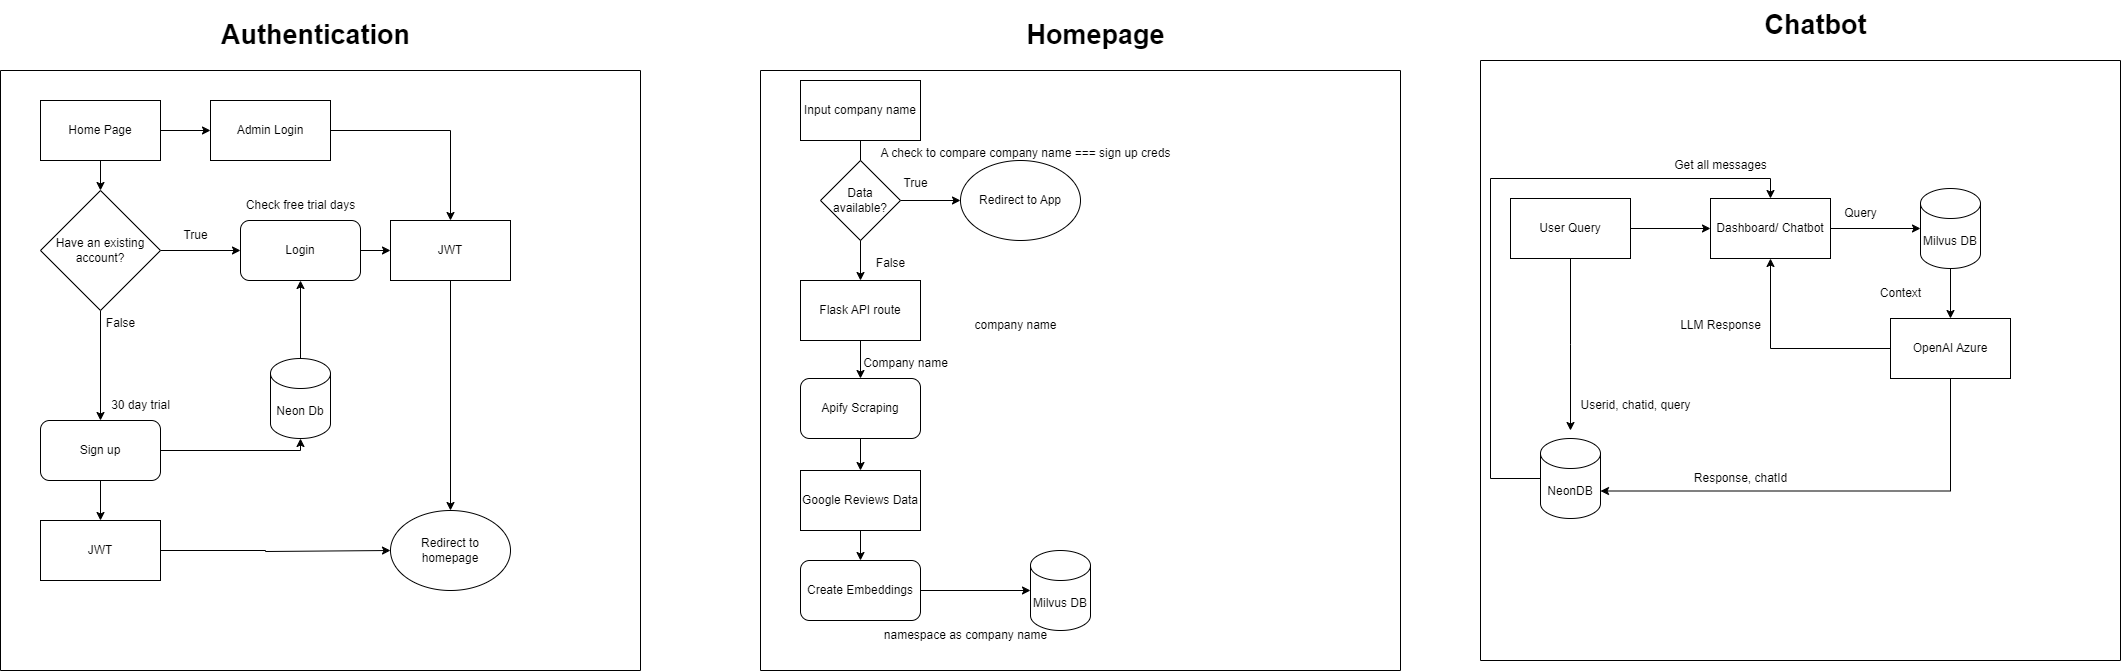 Authentication
Home Page
Admin Login
Check free trial days
Have an existing
account?
True
Login
JWT
False
Neon Db
30 day trial
Sign up
JWT
Redirect to
homepage
Homepage
Input company name
A check to compare company name === sign up creds
Data
available?
True
Redirect to App
False
Flask API route
company name
Company name
Apify Scraping
Google Reviews Data
Create Embeddings
Milvus DB
namespace as company name
Chatbot
Get all messages
User Query
Dashboard/ Chatbot
Query
Milvus DB
Context
LLM Response
OpenAI Azure
Userid, chatid, query
NeonDB
Response, chatId